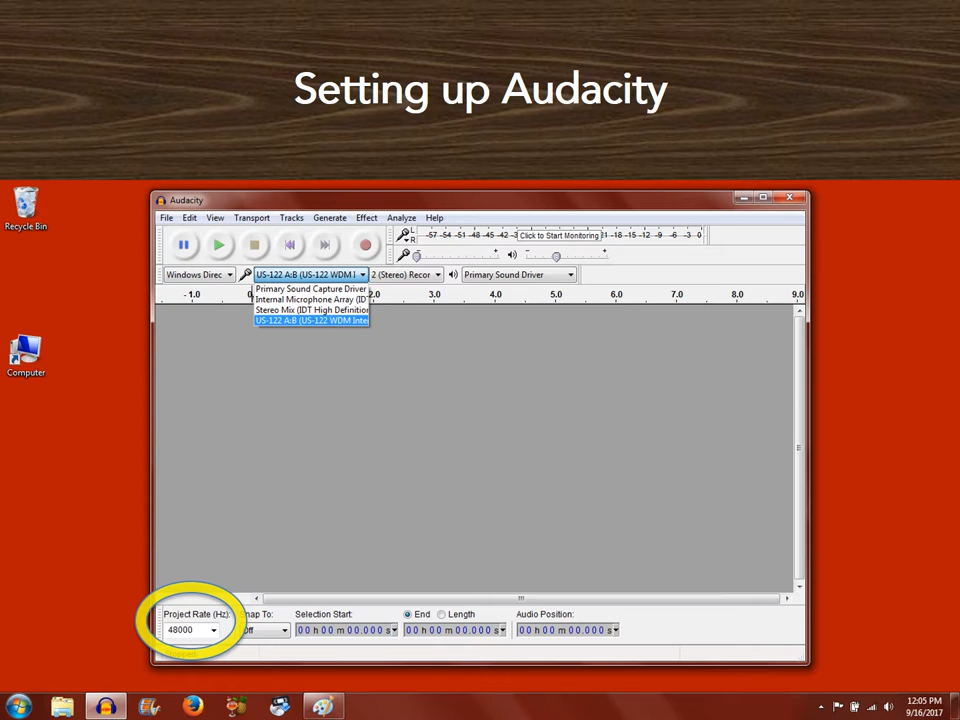 Setting up Audacity
Recycle Bin
Computer
Audacity
File Edit View Transport Tracks Generate Effect Analyze Help
L
R
-57 -54 -51 -48 -45 -42 -3 Click to Start Monitoring -21 -18 -15 -12 -9 -6 -3 0
- + - +
Windows Direc US-122 A:B (US-122 WDM I 2 (Stereo) Recor Primary Sound Driver
Primary Sound Capture Driver
Internal Microphone Array (ID
Stereo Mix (IDT High Definition
US-122 A:B (US-122 WDM Inte
-1.0 2.0 3.0 4.0 5.0 6.0 7.0 8.0 9.0
Project Rate (Hz): Snap To: Selection Start: End Length Audio Position:
48000 Off 00 h 00 m 00.000 s 00 h 00 m 00.000 s 00 h 00 m 00.000 s
Stopped.
12:05 PM
9/16/2017